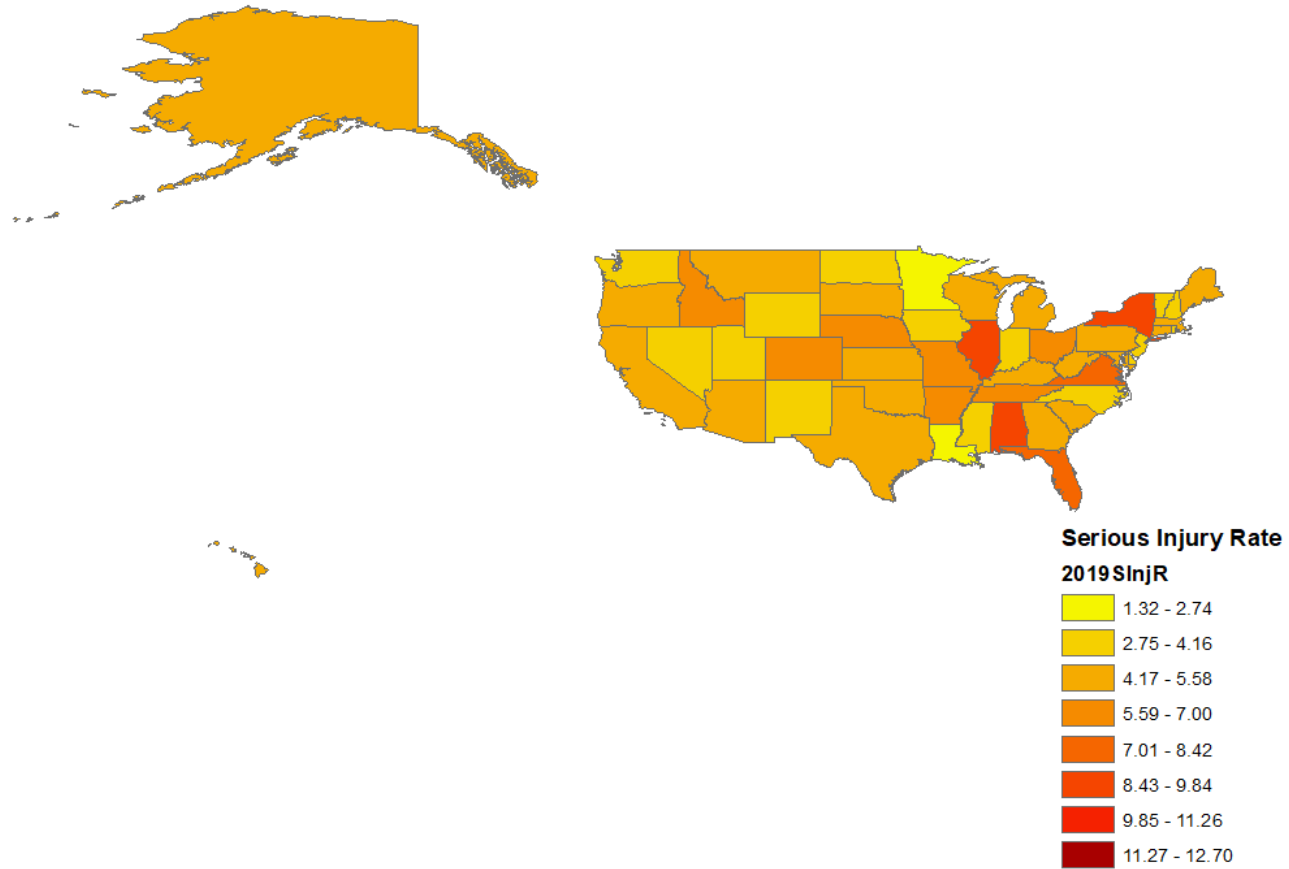 Serious Injury Rate
2019SInjR
1.32 - 2.74
2.75 - 4.16
4.17 - 5.58
5.59 - 7.00
7.01 - 8.42
8.43 - 9.84
9.85 - 11.26
11.27 - 12.70